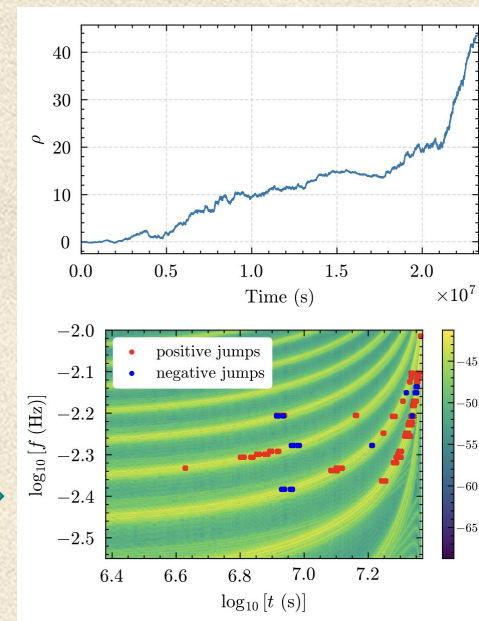 40
30
20
10
0
ρ
0.0 0.5 1.0 1.5 2.0
Time (s)
×10⁷
−2.0
−2.1
−2.2
−2.3
−2.4
−2.5
log₁₀ [f (Hz)]
positive jumps
negative jumps
6.4 6.6 6.8 7.0 7.2
log₁₀ [t (s)]
−45
−50
−55
−60
−65